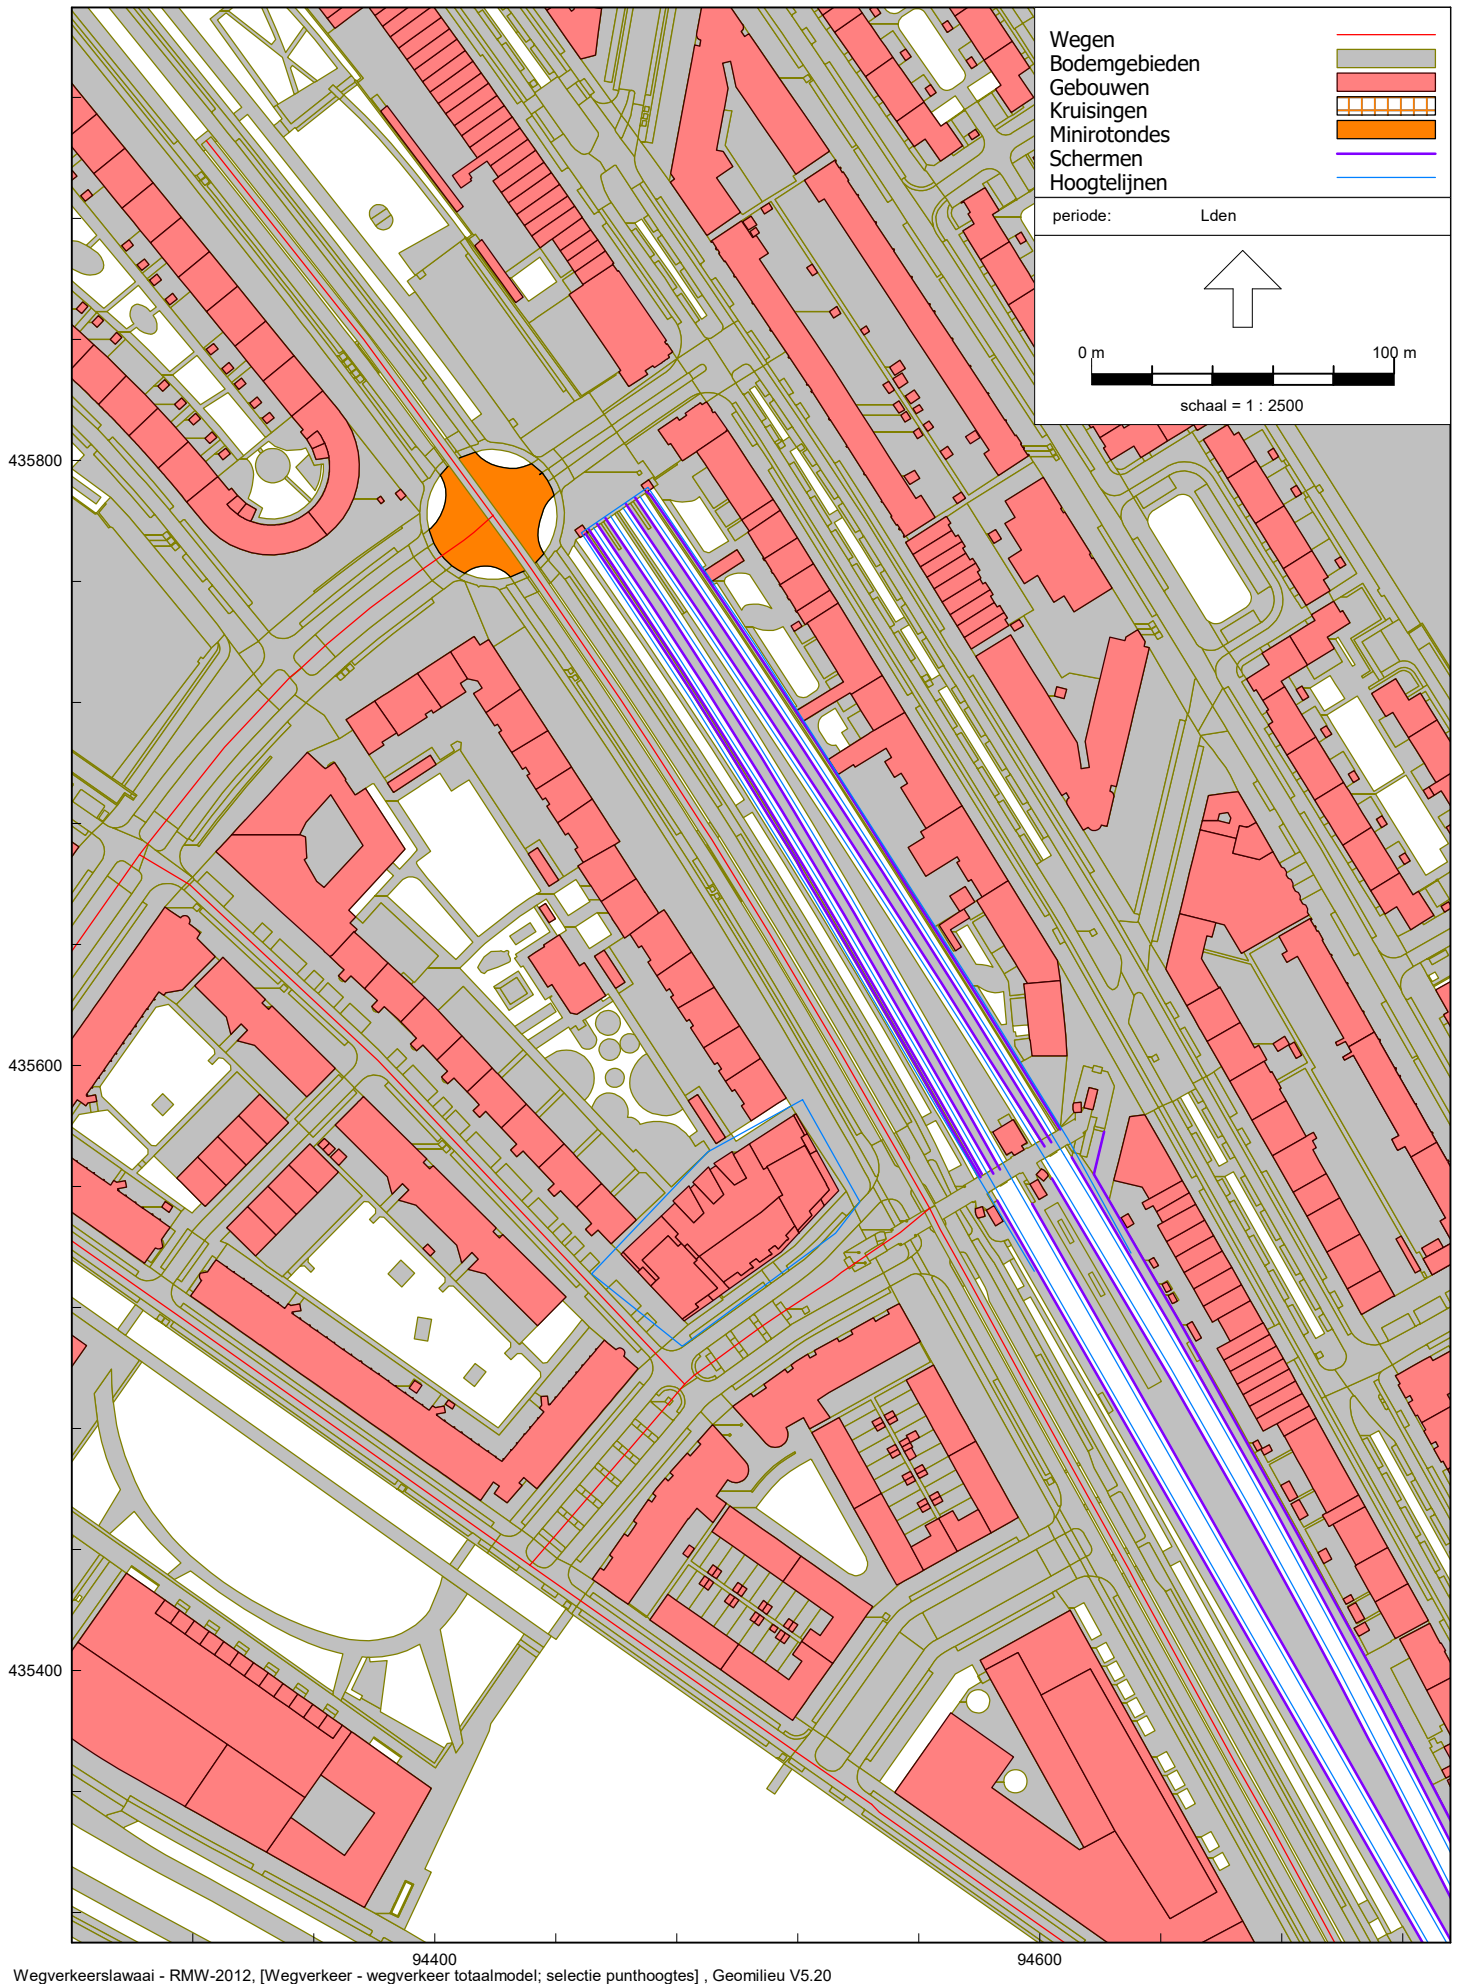 Wegen
Bodemgebieden
Gebouwen
Kruisingen
Minirotondes
Schermen
Hoogtelijnen
periode: Lden
0 m 100 m
schaal = 1 : 2500
435800
435600
435400
94400 94600
Wegverkeerslawaai - RMW-2012, [Wegverkeer - wegverkeer totaalmodel; selectie punthoogtes] , Geomilieu V5.20